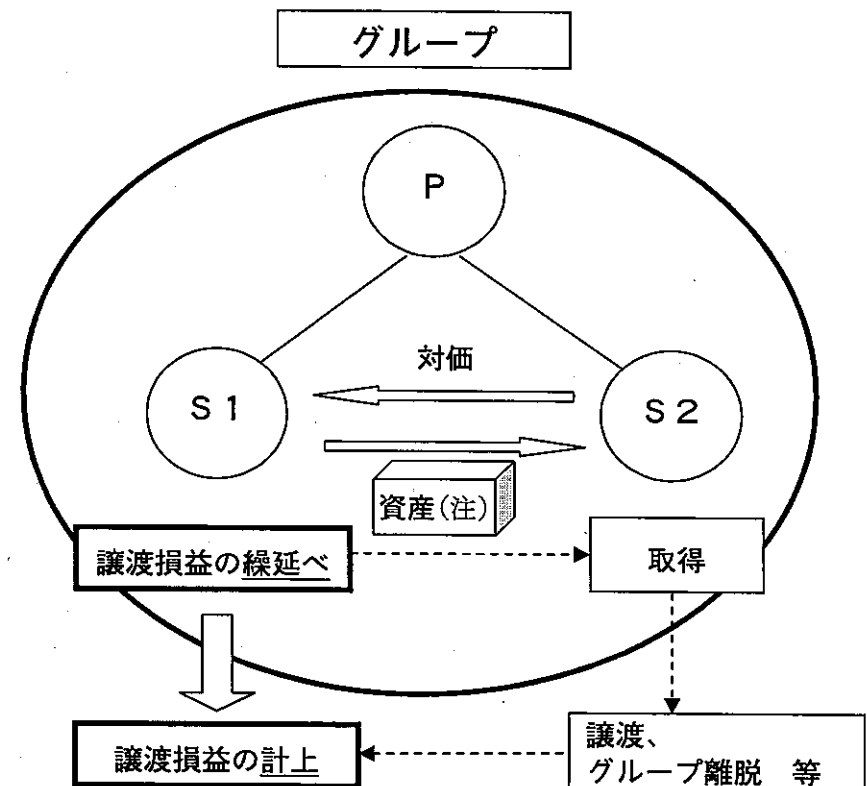 グループ
P
対価
S1
S2
資産(注)
譲渡損益の繰延べ
取得
譲渡損益の計上
譲渡、
グループ離脱 等